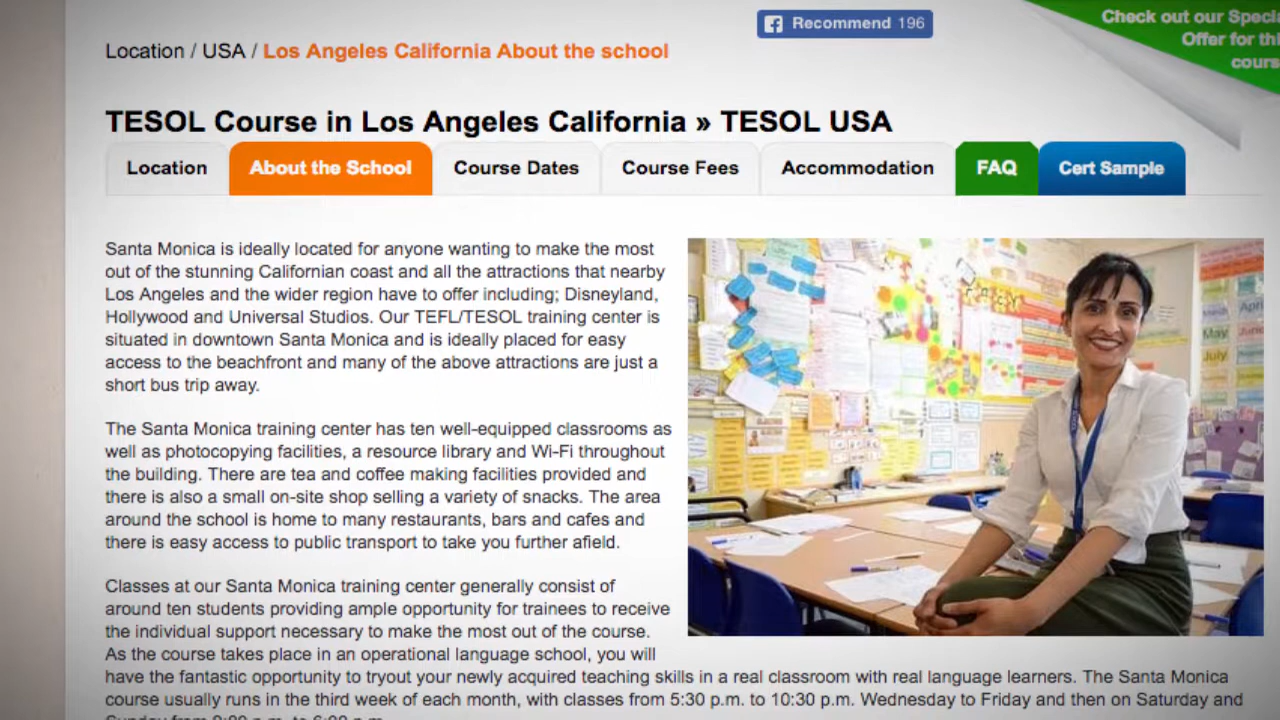 Recommend 196
Check out our Specia
Offer for thi
cours
Location / USA / Los Angeles California About the school
TESOL Course in Los Angeles California » TESOL USA
Location
About the School
Course Dates
Course Fees
Accommodation
FAQ
Cert Sample
Santa Monica is ideally located for anyone wanting to make the most
out of the stunning Californian coast and all the attractions that nearby
Los Angeles and the wider region have to offer including; Disneyland,
Hollywood and Universal Studios. Our TEFL/TESOL training center is
situated in downtown Santa Monica and is ideally placed for easy
access to the beachfront and many of the above attractions are just a
short bus trip away.
The Santa Monica training center has ten well-equipped classrooms as
well as photocopying facilities, a resource library and Wi-Fi throughout
the building. There are tea and coffee making facilities provided and
there is also a small on-site shop selling a variety of snacks. The area
around the school is home to many restaurants, bars and cafes and
there is easy access to public transport to take you further afield.
Classes at our Santa Monica training center generally consist of
around ten students providing ample opportunity for trainees to receive
the individual support necessary to make the most out of the course.
As the course takes place in an operational language school, you will
have the fantastic opportunity to tryout your newly acquired teaching skills in a real classroom with real language learners. The Santa Monica
course usually runs in the third week of each month, with classes from 5:30 p.m. to 10:30 p.m. Wednesday to Friday and then on Saturday and
May
July